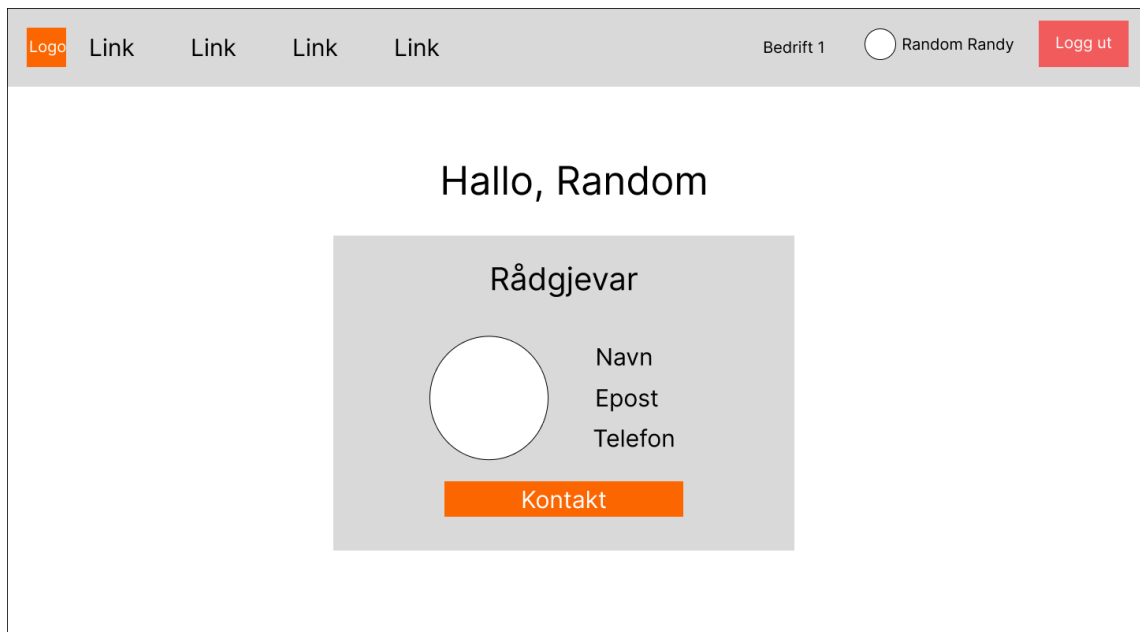 Logo Link Link Link Link Bedrift 1 Random Randy Logg ut
Hallo, Random
Rådgjevar
Navn
Epost
Telefon
Kontakt